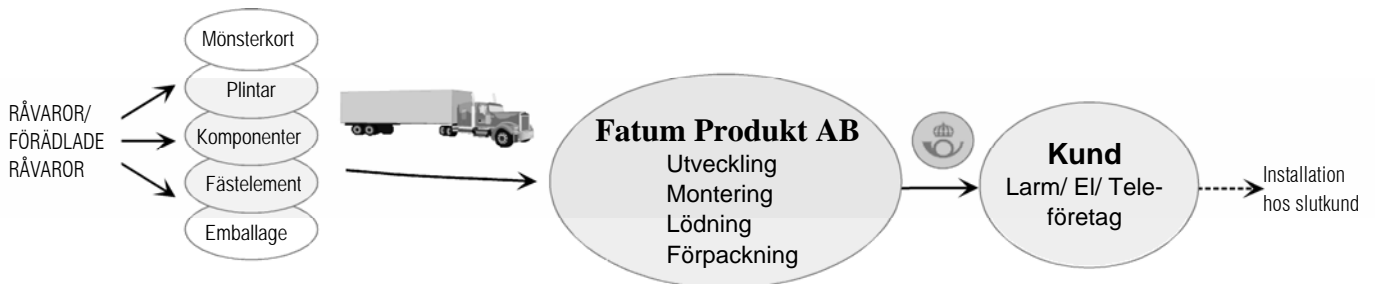 RÅVAROR/
FÖRÄDLADE
RÅVAROR
Mönsterkort
Plintar
Komponenter
Fästelement
Emballage
Fatum Produkt AB
Utveckling
Montering
Lödning
Förpackning
Kund
Larm/ El/ Tele-
företag
Installation
hos slutkund